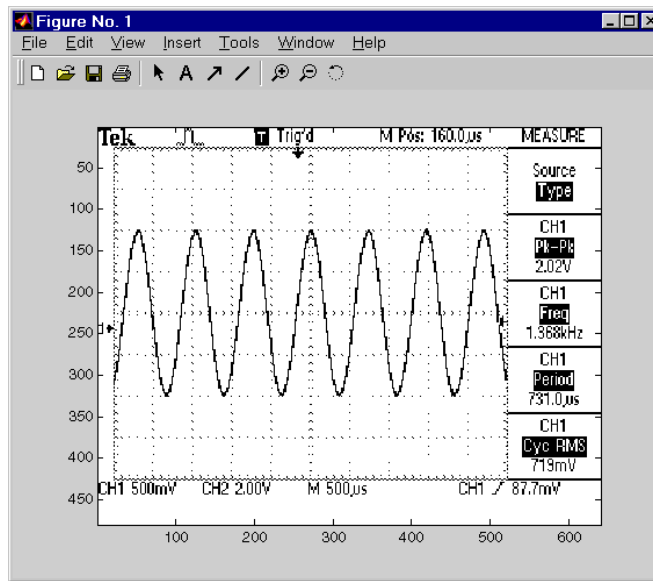 Figure No. 1
File Edit View Insert Tools Window Help
A
Tek T Trig'd M Pos: 160.0µs MEASURE
Source
Type
CH1
Pk-Pk
2.02V
CH1
Freq
1.368kHz
CH1
Period
731.0µs
CH1
Cyc RMS
719mV
CH1 500mV CH2 2.00V M 500µs CH1 87.7mV
50
100
150
200
250
300
350
400
450
100 200 300 400 500 600